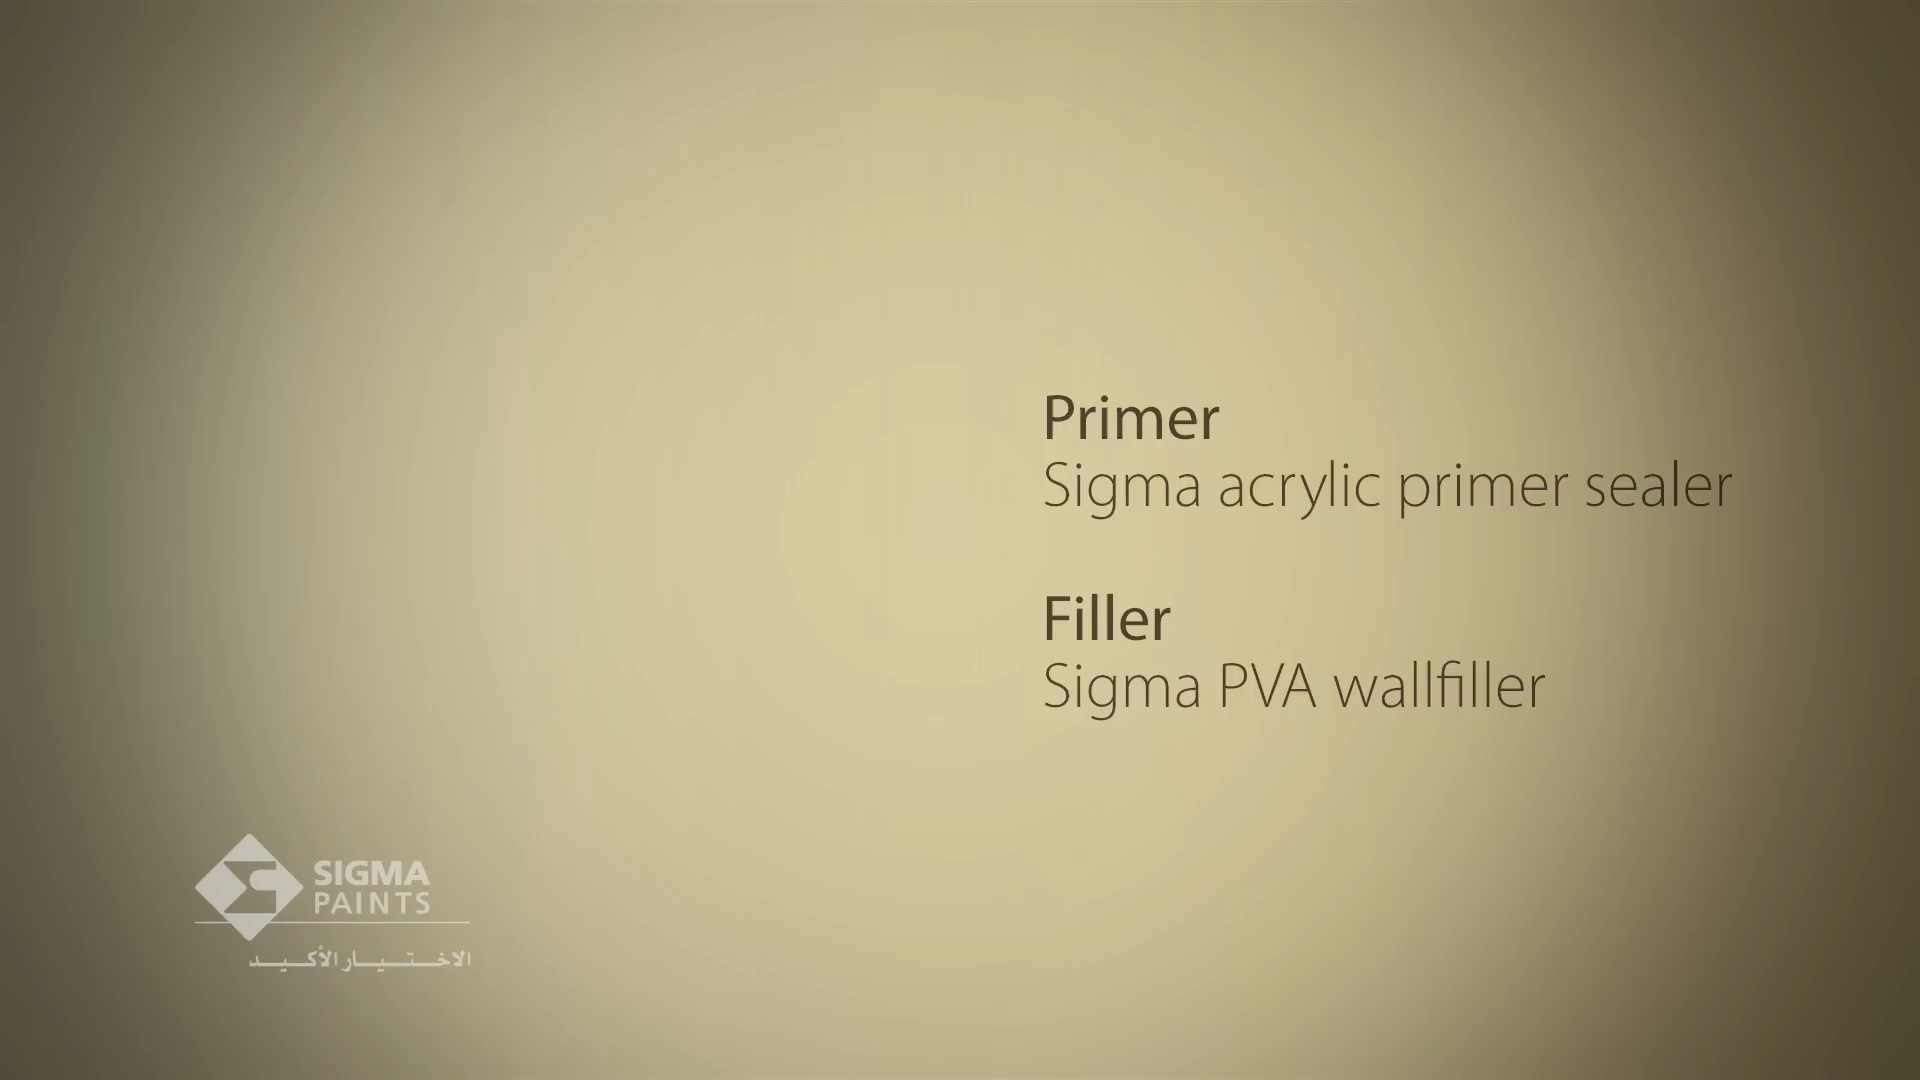 Primer
Sigma acrylic primer sealer
Filler
Sigma PVA wallfiller
SIGMA
PAINTS
الاختيار الأكيد